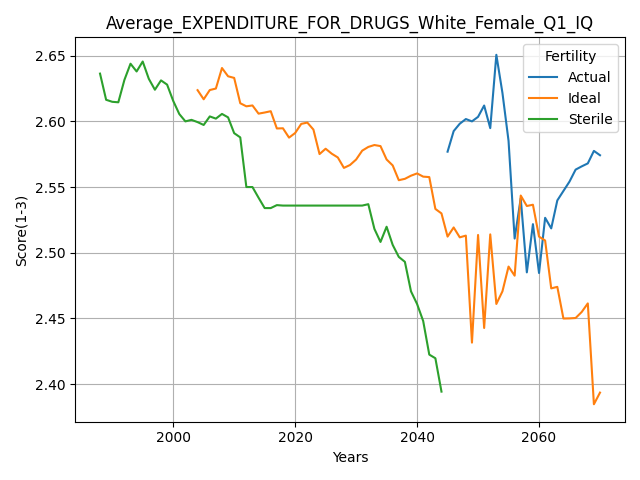 Average_EXPENDITURE_FOR_DRUGS_White_Female_Q1_IQ
Fertility
Actual
Ideal
Sterile
Score(1-3)
2.65
2.60
2.55
2.50
2.45
2.40
2000
2020
2040
2060
Years